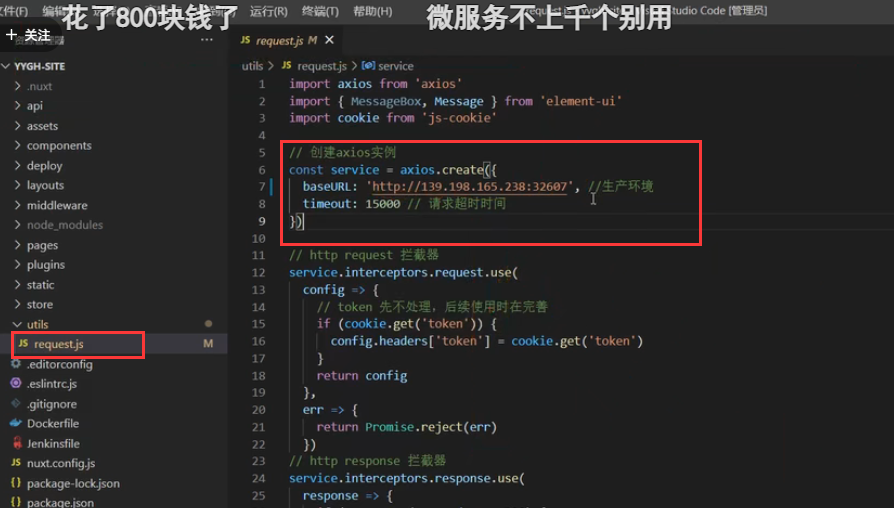 花了800块钱了
微服务不上千个别用
运行(R) 终端(T) 帮助(H)
Studio Code [管理员]
+ 关注
YYGH-SITE
.nuxt
api
assets
components
deploy
layouts
middleware
node_modules
pages
plugins
static
store
utils
JS request.js M
.editorconfig
.eslintrc.js
.gitignore
Dockerfile
Jenkinsfile
JS nuxt.config.js
{} package-lock.json
{} package.json
JS request.js M ×
utils > JS request.js > service
1 import axios from 'axios'
2 import { MessageBox, Message } from 'element-ui'
3 import cookie from 'js-cookie'
4
5 // 创建axios实例
6 const service = axios.create({
7 baseURL: 'http://139.198.165.238:32607', //生产环境
8 timeout: 15000 // 请求超时时间
9 })
10
11 // http request 拦截器
12 service.interceptors.request.use(
13 config => {
14 // token 先不处理，后续使用时在完善
15 if (cookie.get('token')) {
16 config.headers['token'] = cookie.get('token')
17 }
18 return config
19 },
20 err => {
21 return Promise.reject(err)
22 })
23 // http response 拦截器
24 service.interceptors.response.use(
25 response => {